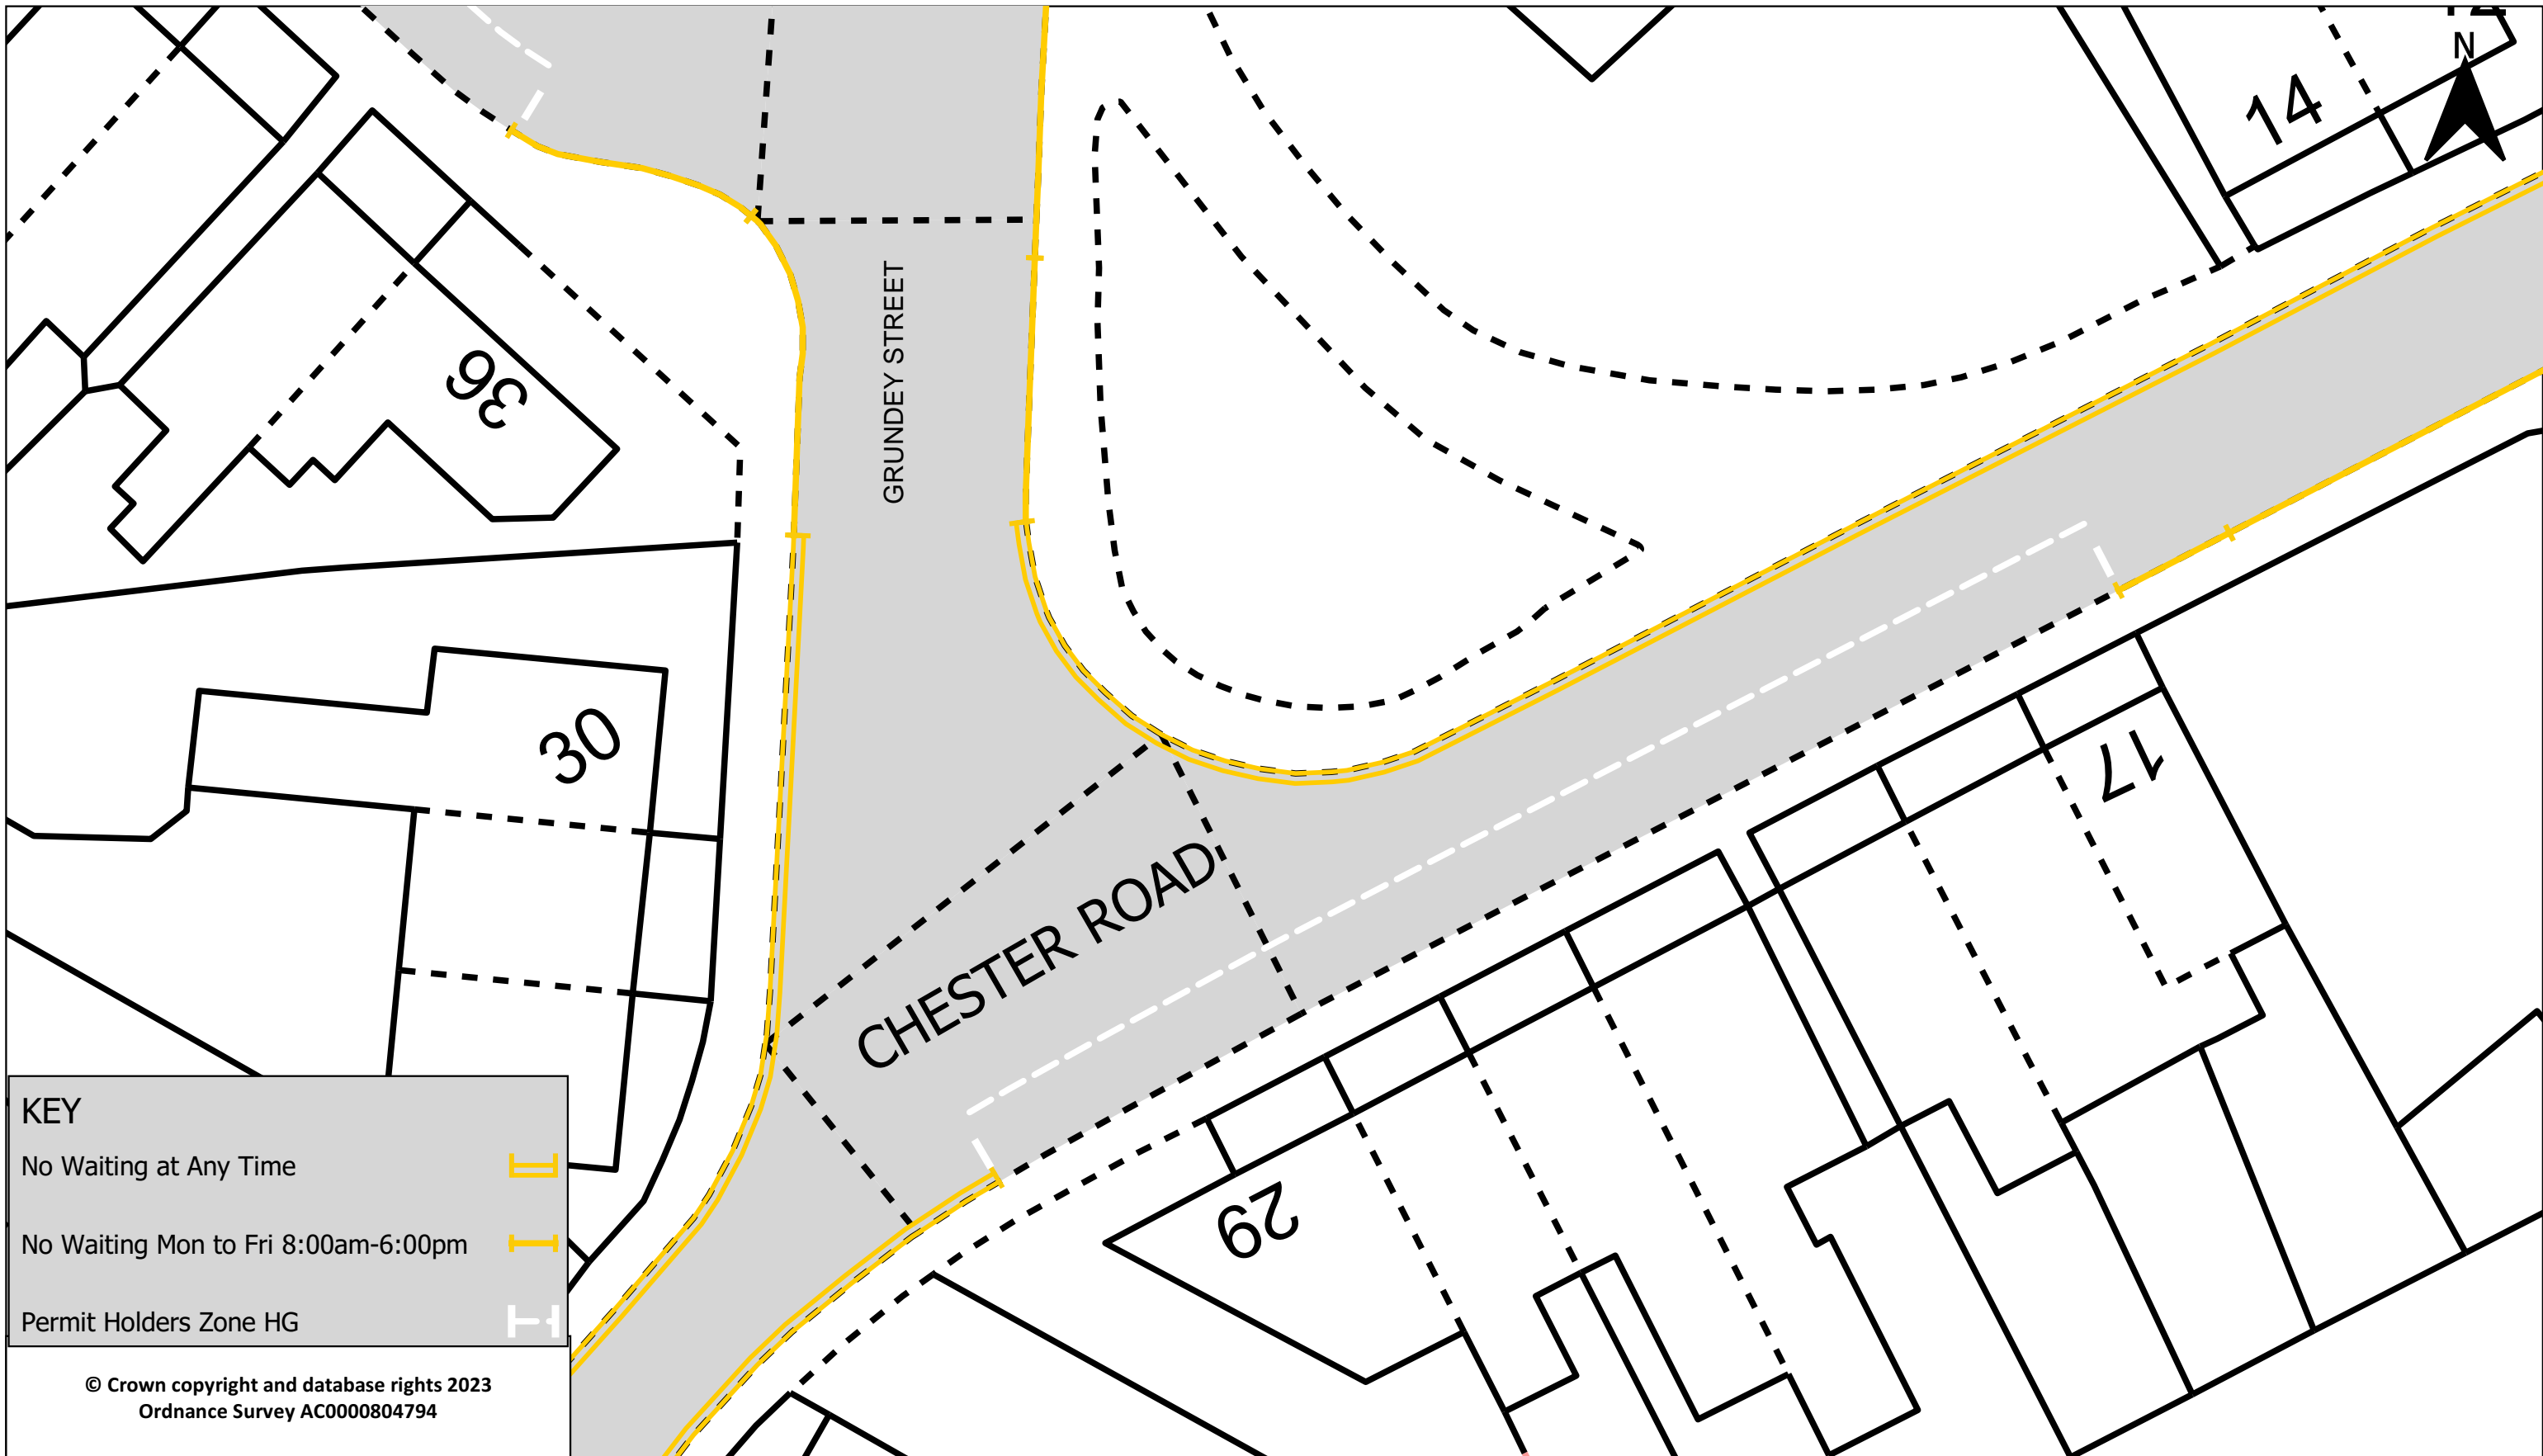 N
14
36
GRUNDEY STREET
30
17
CHESTER ROAD
29
KEY
No Waiting at Any Time
No Waiting Mon to Fri 8:00am-6:00pm
Permit Holders Zone HG
© Crown copyright and database rights 2023
Ordnance Survey AC0000804794